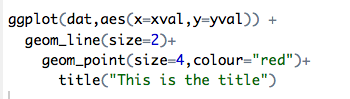 ggplot(dat,aes(x=xval,y=yval)) +
geom_line(size=2)+
geom_point(size=4,colour="red")+
title("This is the title")